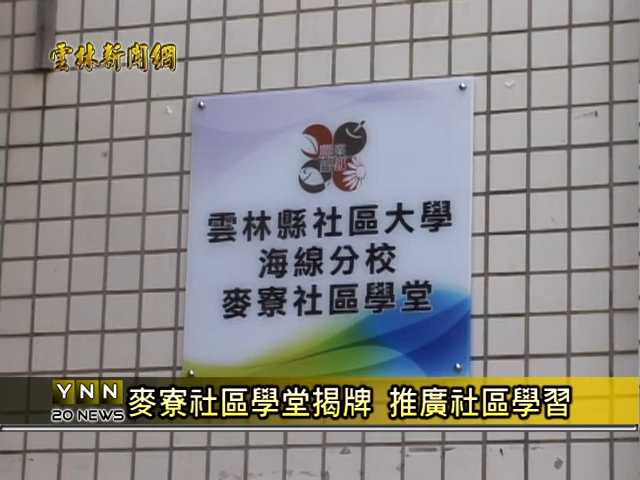 雲林新聞網
雲林縣社區大學
海線分校
麥寮社區學堂
YNN
20 NEWS
麥寮社區學堂揭牌 推廣社區學習